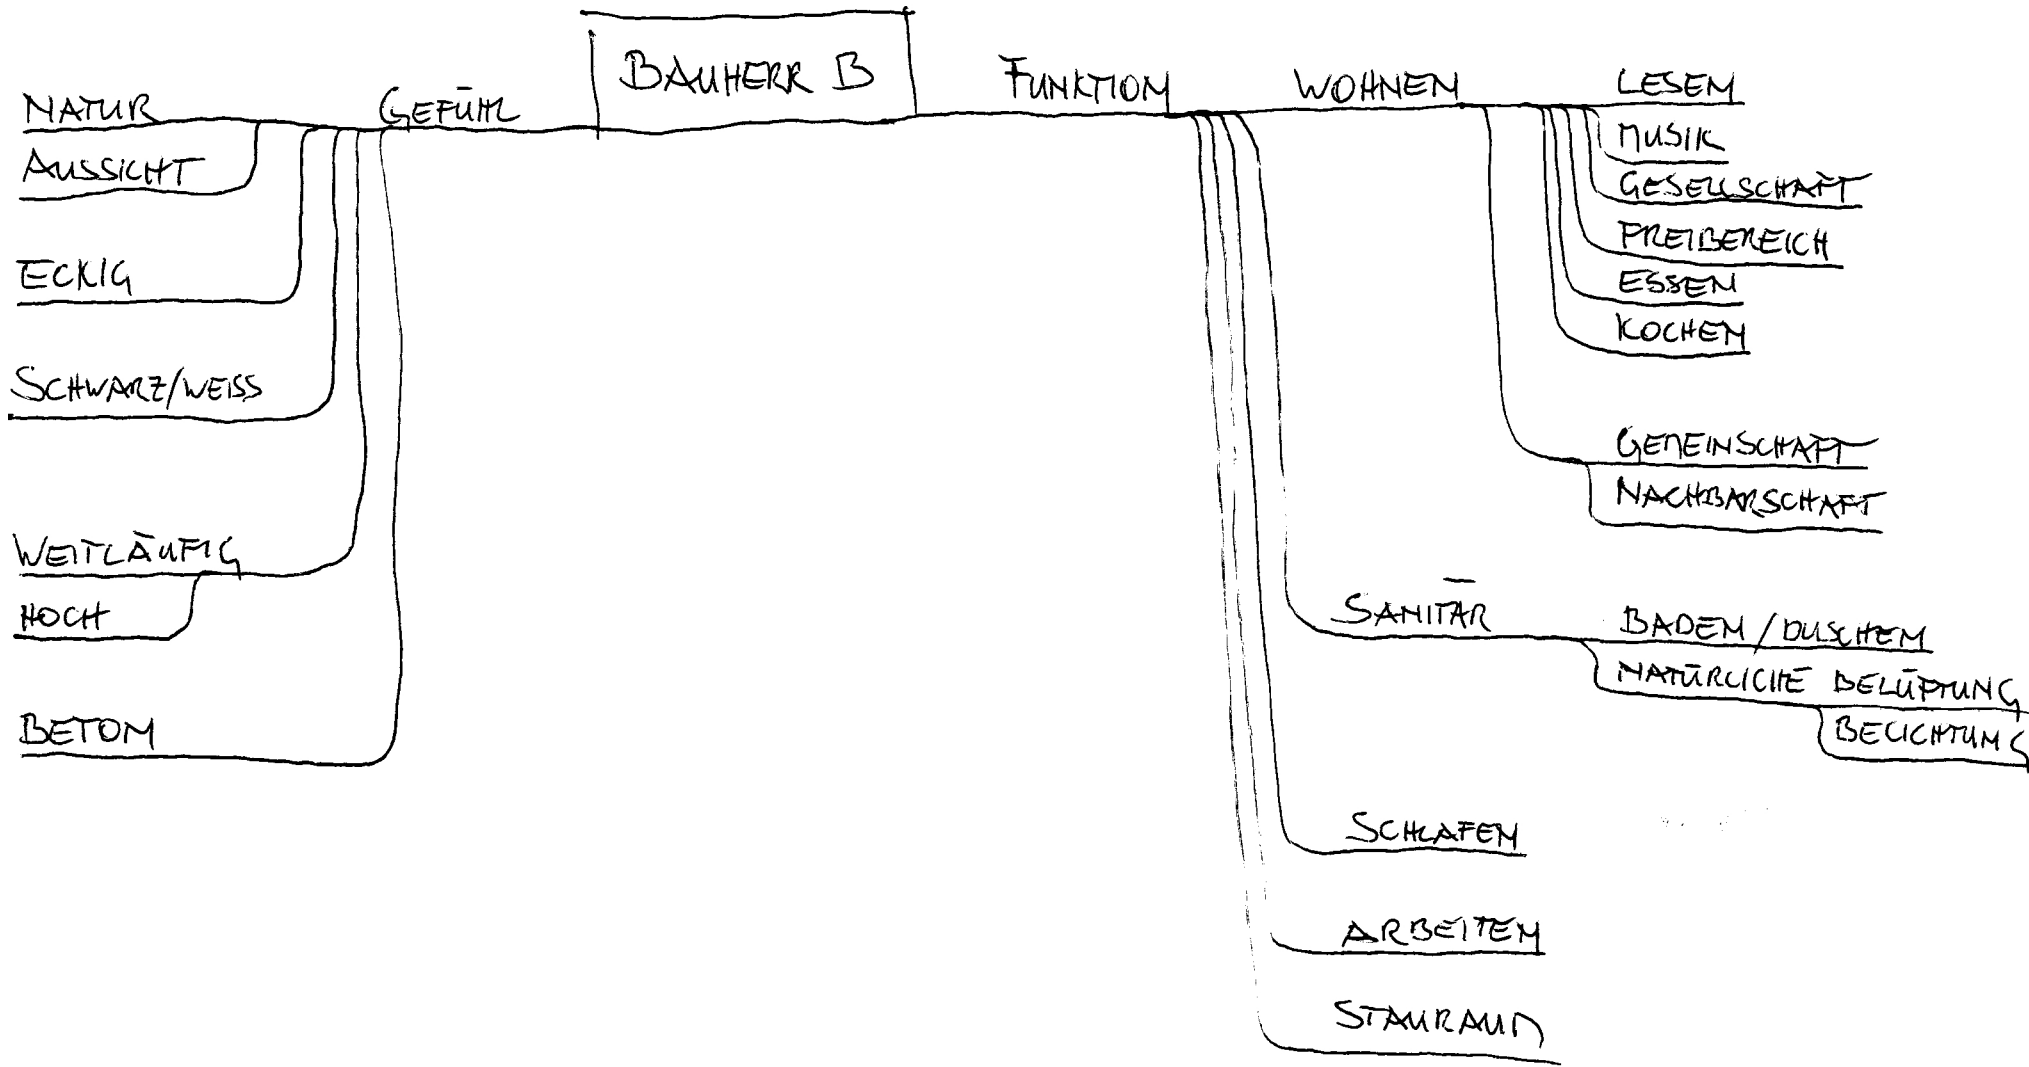 BAUHERR B
GEFÜHL
NATUR
AUSSICHT
ECKIG
SCHWARZ/WEISS
WEITLÄUFIG
HOCH
BETON
FUNKTION
WOHNEN
LESEN
MUSIK
GESELLSCHAFT
FREIBEREICH
ESSEN
KOCHEN
GEMEINSCHAFT
NACHBARSCHAFT
SANITÄR
BADEN/DUSCHEN
NATÜRLICHE BELÜFTUNG
BELICHTUNG
SCHLAFEN
ARBEITEN
STAURAUM